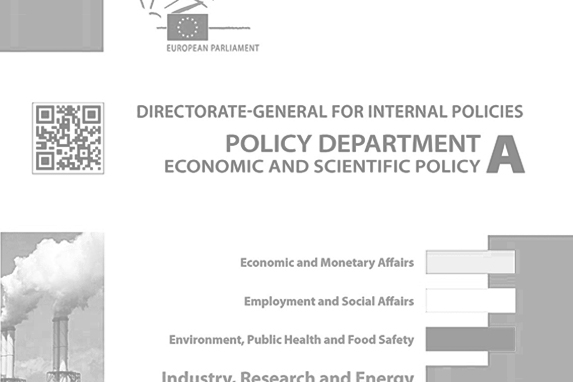 EUROPEAN PARLIAMENT
DIRECTORATE-GENERAL FOR INTERNAL POLICIES
POLICY DEPARTMENT A
ECONOMIC AND SCIENTIFIC POLICY
Economic and Monetary Affairs
Employment and Social Affairs
Environment, Public Health and Food Safety
Industry, Research and Energy